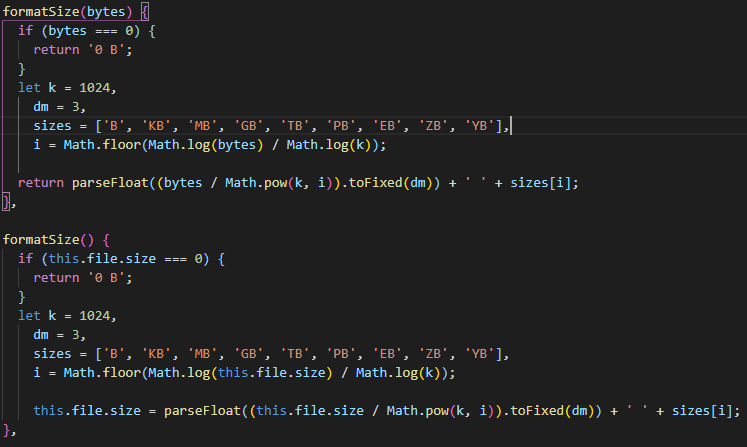 formatSize(bytes) {
if (bytes === 0) {
return '0 B';
}
let k = 1024,
dm = 3,
sizes = ['B', 'KB', 'MB', 'GB', 'TB', 'PB', 'EB', 'ZB', 'YB'],
i = Math.floor(Math.log(bytes) / Math.log(k));
return parseFloat((bytes / Math.pow(k, i)).toFixed(dm)) + ' ' + sizes[i];
},
formatSize() {
if (this.file.size === 0) {
return '0 B';
}
let k = 1024,
dm = 3,
sizes = ['B', 'KB', 'MB', 'GB', 'TB', 'PB', 'EB', 'ZB', 'YB'],
i = Math.floor(Math.log(this.file.size) / Math.log(k));
this.file.size = parseFloat((this.file.size / Math.pow(k, i)).toFixed(dm)) + ' ' + sizes[i];
},